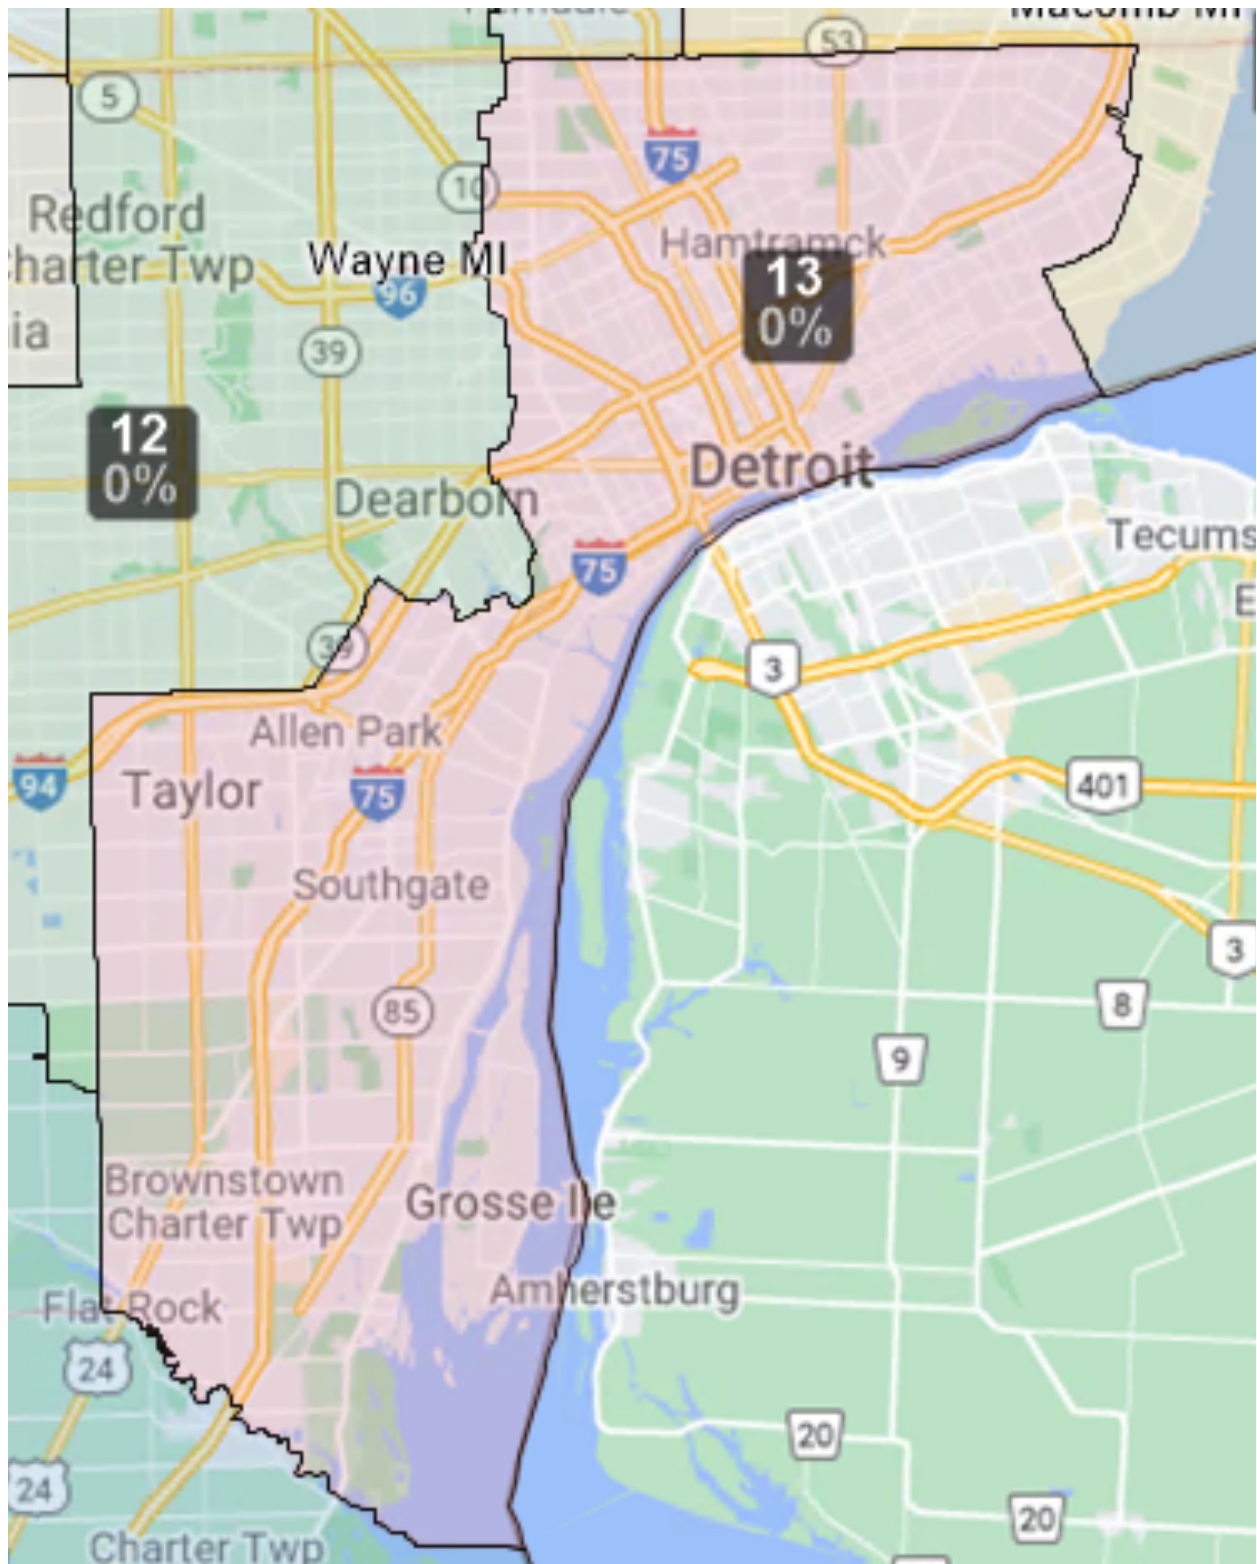 53
5
75
10
Redford
Charter Twp
Wayne MI
Hamtramck
96
13
0%
ia
39
12
0%
Detroit
Dearborn
Tecums
75
E
39
3
Allen Park
94
Taylor
75
401
Southgate
3
85
8
9
Brownstown
Charter Twp
Grosse Ile
Amherstburg
Flat Rock
24
20
24
20
Charter Twp